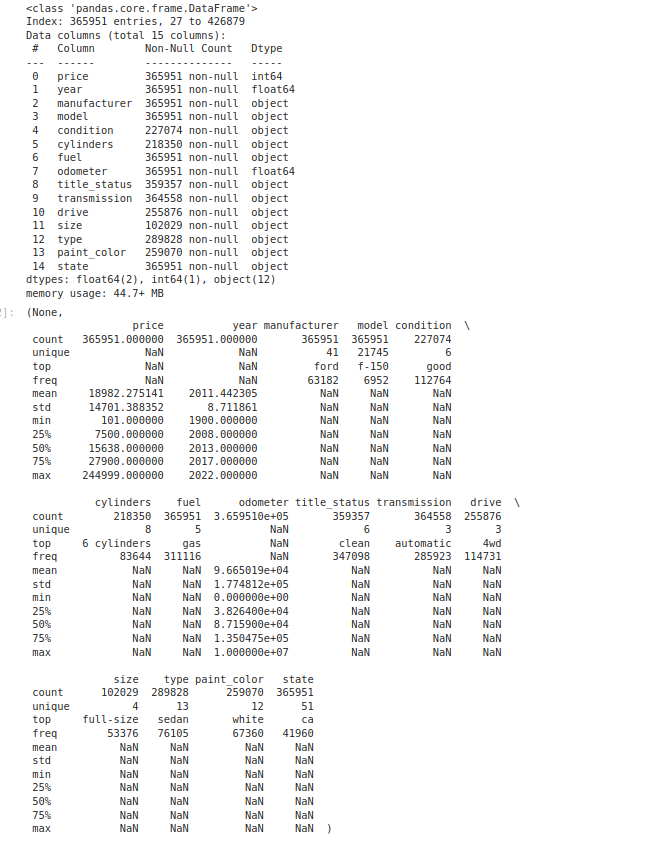 <class 'pandas.core.frame.DataFrame'>
Index: 365951 entries, 27 to 426879
Data columns (total 15 columns):
 #   Column        Non-Null Count   Dtype
---  ------        --------------   -----
 0   price         365951 non-null  int64
 1   year          365951 non-null  float64
 2   manufacturer  365951 non-null  object
 3   model         365951 non-null  object
 4   condition     227074 non-null  object
 5   cylinders     218350 non-null  object
 6   fuel          365951 non-null  object
 7   odometer      365951 non-null  float64
 8   title_status  359357 non-null  object
 9   transmission  364558 non-null  object
 10  drive         255876 non-null  object
 11  size          102029 non-null  object
 12  type          289828 non-null  object
 13  paint_color   259070 non-null  object
 14  state         365951 non-null  object
dtypes: float64(2), int64(1), object(12)
memory usage: 44.7+ MB
2]: (None,
                 price           year manufacturer   model condition  \
 count   365951.000000  365951.000000       365951  365951    227074
 unique            NaN            NaN           41   21745         6
 top               NaN            NaN         ford   f-150      good
 freq              NaN            NaN        63182    6952    112764
 mean     18982.275141    2011.442305          NaN     NaN       NaN
 std      14701.388352       8.711861          NaN     NaN       NaN
 min        101.000000    1900.000000          NaN     NaN       NaN
 25%       7500.000000    2008.000000          NaN     NaN       NaN
 50%      15638.000000    2013.000000          NaN     NaN       NaN
 75%      27900.000000    2017.000000          NaN     NaN       NaN
 max     244999.000000    2022.000000          NaN     NaN       NaN
           cylinders    fuel      odometer title_status transmission   drive  \
 count        218350  365951  3.659510e+05       359357       364558  255876
 unique            8       5           NaN            6            3       3
 top     6 cylinders     gas           NaN        clean    automatic     4wd
 freq          83644  311116           NaN       347098       285923  114731
 mean            NaN     NaN  9.665019e+04          NaN          NaN     NaN
 std             NaN     NaN  1.774812e+05          NaN          NaN     NaN
 min             NaN     NaN  0.000000e+00          NaN          NaN     NaN
 25%             NaN     NaN  3.826400e+04          NaN          NaN     NaN
 50%             NaN     NaN  8.715900e+04          NaN          NaN     NaN
 75%             NaN     NaN  1.350475e+05          NaN          NaN     NaN
 max             NaN     NaN  1.000000e+07          NaN          NaN     NaN
              size    type paint_color   state
 count      102029  289828      259070  365951
 unique          4      13          12      51
 top     full-size   sedan       white      ca
 freq        53376   76105       67360   41960
 mean          NaN     NaN         NaN     NaN
 std           NaN     NaN         NaN     NaN
 min           NaN     NaN         NaN     NaN
 25%           NaN     NaN         NaN     NaN
 50%           NaN     NaN         NaN     NaN
 75%           NaN     NaN         NaN     NaN
 max           NaN     NaN         NaN     NaN  )